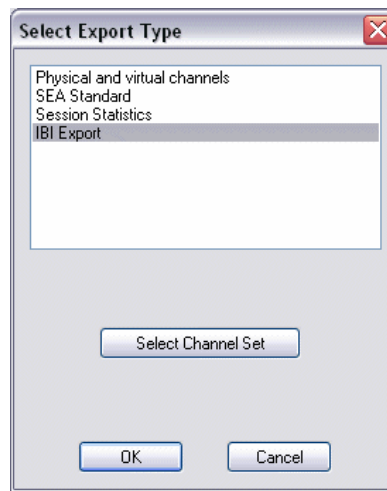 Select Export Type
Physical and virtual channels
SEA Standard
Session Statistics
IBI Export
Select Channel Set
OK
Cancel